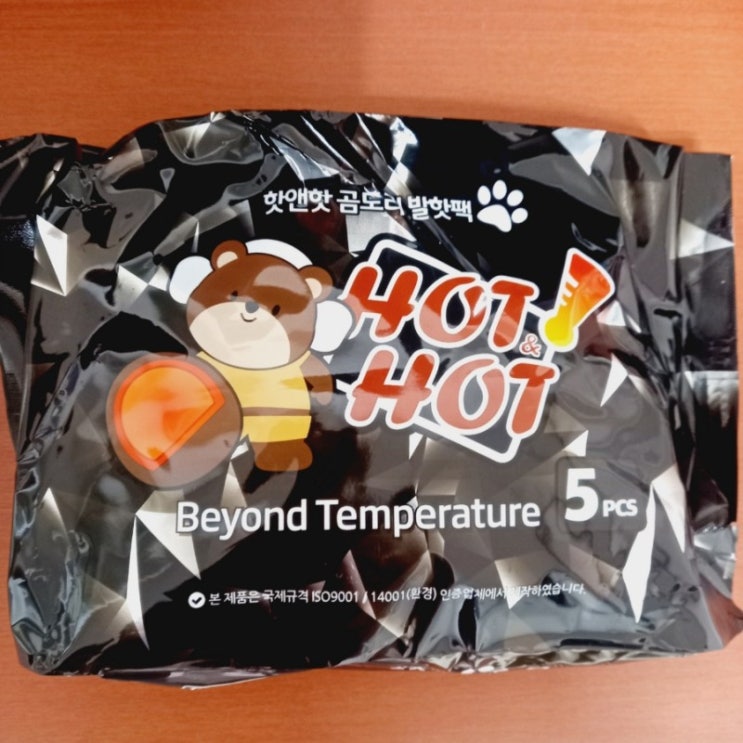 핫앤핫 곰도리 발핫팩
HOT
&
HOT
Beyond Temperature
5 PCS
본 제품은 국제규격 ISO9001 / 14001(환경) 인증업체에서 제작하였습니다.